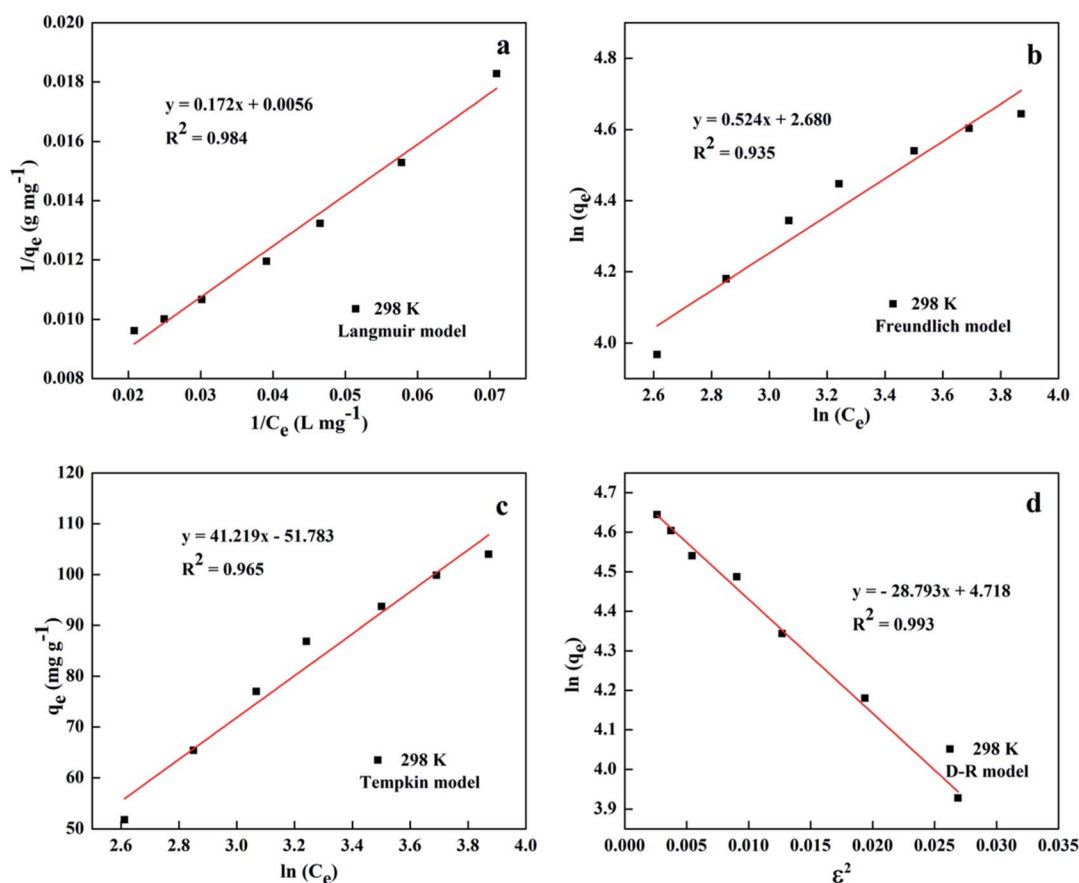 a
y = 0.172x + 0.0056
R² = 0.984
298 K
Langmuir model
1/qₑ (g mg⁻¹)
0.020
0.018
0.016
0.014
0.012
0.010
0.008
0.02 0.03 0.04 0.05 0.06 0.07
1/Cₑ (L mg⁻¹)
b
y = 0.524x + 2.680
R² = 0.935
298 K
Freundlich model
ln (qₑ)
4.8
4.6
4.4
4.2
4.0
2.6 2.8 3.0 3.2 3.4 3.6 3.8 4.0
ln (Cₑ)
c
y = 41.219x - 51.783
R² = 0.965
298 K
Tempkin model
qₑ (mg g⁻¹)
120
110
100
90
80
70
60
50
2.6 2.8 3.0 3.2 3.4 3.6 3.8 4.0
ln (Cₑ)
d
y = - 28.793x + 4.718
R² = 0.993
298 K
D-R model
ln (qₑ)
4.7
4.6
4.5
4.4
4.3
4.2
4.1
4.0
3.9
0.000 0.005 0.010 0.015 0.020 0.025 0.030 0.035
ε²